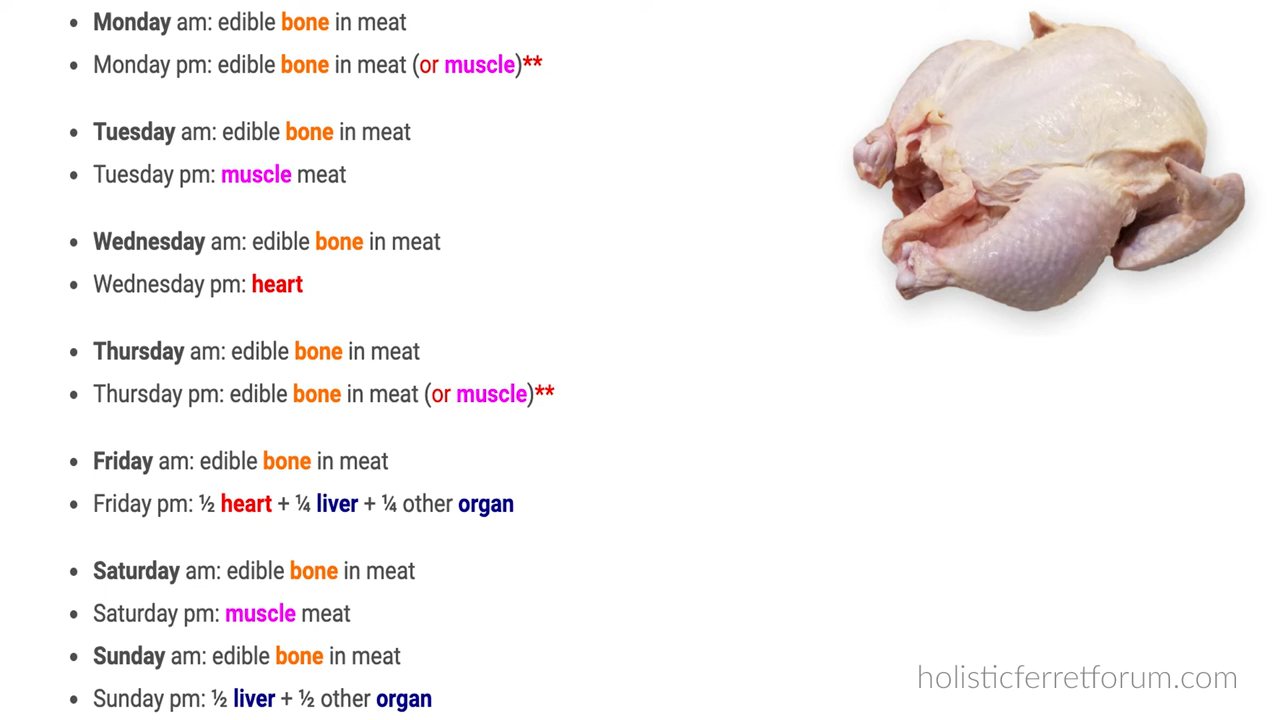 Monday am: edible bone in meat
Monday pm: edible bone in meat (or muscle)**
Tuesday am: edible bone in meat
Tuesday pm: muscle meat
Wednesday am: edible bone in meat
Wednesday pm: heart
Thursday am: edible bone in meat
Thursday pm: edible bone in meat (or muscle)**
Friday am: edible bone in meat
Friday pm: ½ heart + ¼ liver + ¼ other organ
Saturday am: edible bone in meat
Saturday pm: muscle meat
Sunday am: edible bone in meat
Sunday pm: ½ liver + ½ other organ
holisticferretforum.com